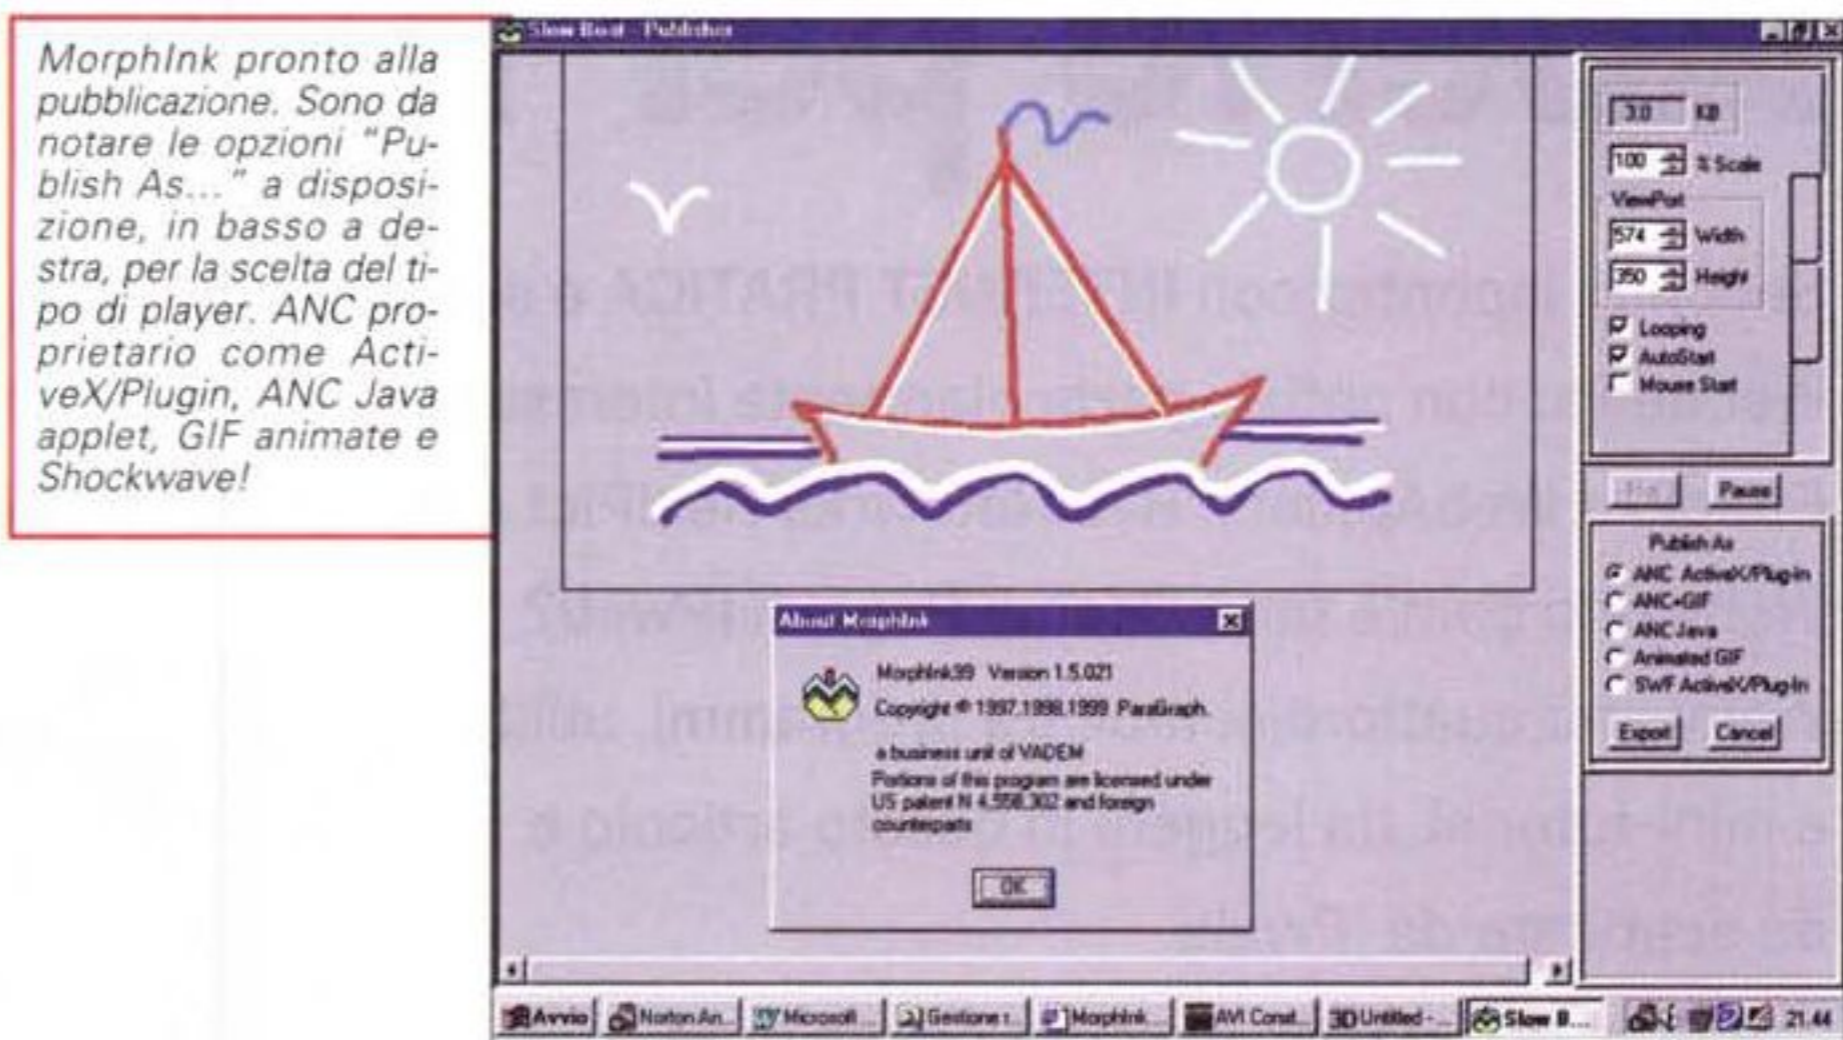 MorphInk pronto alla
pubblicazione. Sono da
notare le opzioni "Pu-
blish As..." a disposi-
zione, in basso a de-
stra, per la scelta del ti-
po di player. ANC pro-
prietario come Acti-
veX/Plugin, ANC Java
applet, GIF animate e
Shockwave!
Slow Boat - Publisher
3.0 KB
100 % Scale
ViewPort
574 Width
350 Height
Looping
AutoStart
Mouse Start
Pause
Publish As
ANC ActiveX/Plug-In
ANC+GIF
ANC Java
Animated GIF
SWF ActiveX/Plug-In
Export Cancel
About MorphInk
MorphInk99 Version 1.5.021
Copyright © 1997,1998,1999 ParaGraph.
a business unit of VADEM
Portions of this program are licensed under
US patent N 4,558,302 and foreign
counterparts
OK
Avvio Norton An... Microsoft Gestione r... MorphInk... AVI Const... 3D Untitled - ... Slow B... 21.44